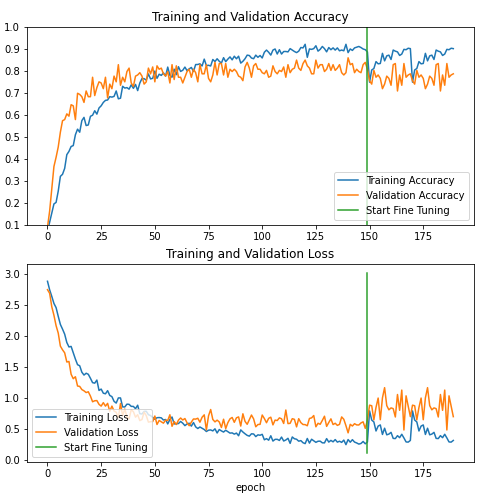 Training and Validation Accuracy
1.0
0.9
0.8
0.7
0.6
0.5
0.4
0.3
0.2
0.1
Training Accuracy
Validation Accuracy
Start Fine Tuning
0 25 50 75 100 125 150 175
Training and Validation Loss
3.0
2.5
2.0
1.5
1.0
0.5
0.0
Training Loss
Validation Loss
Start Fine Tuning
0 25 50 75 100 125 150 175
epoch